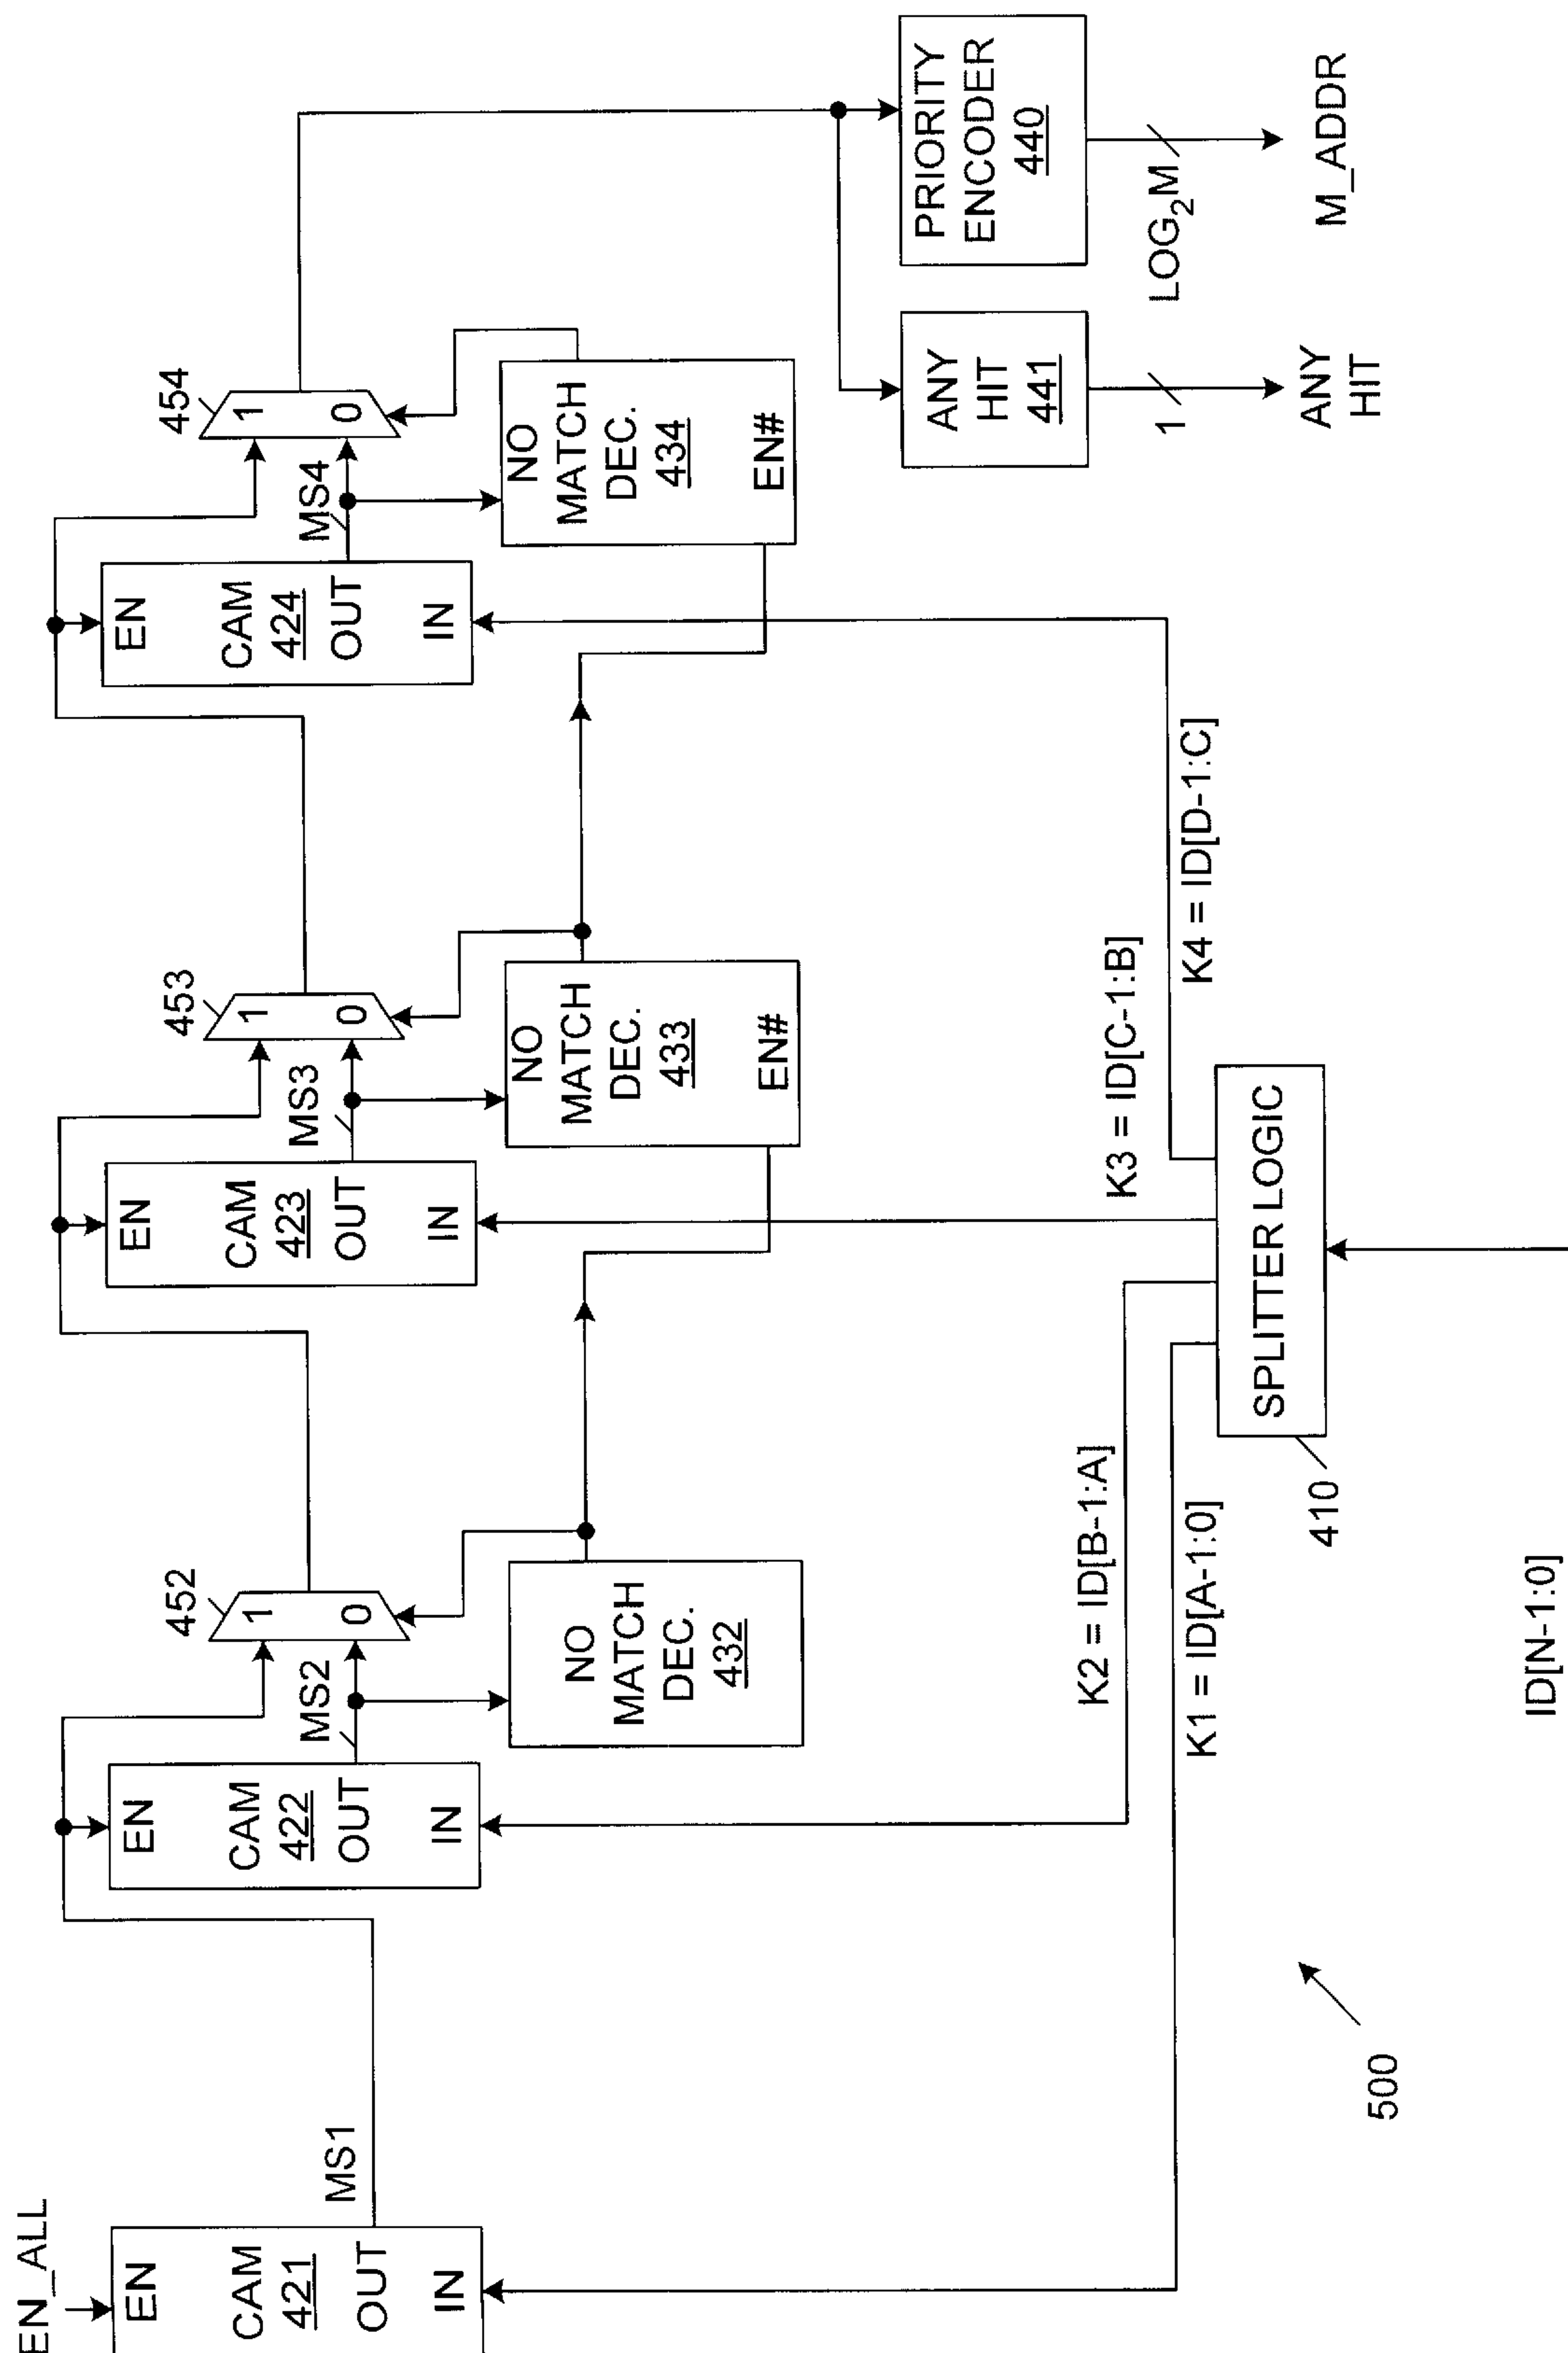 EN_ALL
EN
CAM
421
OUT
IN
MS1
EN
CAM
422
OUT
IN
MS2
452
1
0
NO
MATCH
DEC.
432
EN
CAM
423
OUT
IN
MS3
453
1
0
NO
MATCH
DEC.
433
EN#
EN
CAM
424
OUT
IN
MS4
454
1
0
NO
MATCH
DEC.
434
EN#
K2 = ID[B-1:A]
K1 = ID[A-1:0]
K3 = ID[C-1:B]
K4 = ID[D-1:C]
SPLITTER LOGIC
410
ID[N-1:0]
ANY
HIT
441
1
ANY
HIT
PRIORITY
ENCODER
440
LOG2M
M_ADDR
500